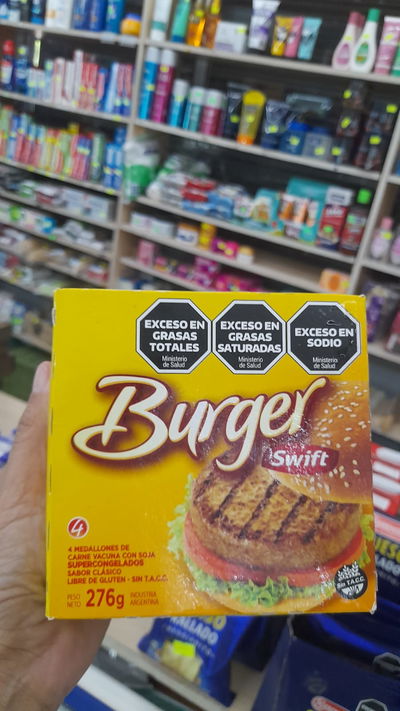 EXCESO EN
GRASAS
TOTALES
Ministerio
de Salud
EXCESO EN
GRASAS
SATURADAS
Ministerio
de Salud
EXCESO EN
SODIO
Ministerio
de Salud
Burger
Swift
4
4 MEDALLONES DE
CARNE VACUNA CON SOJA
SUPERCONGELADOS
SABOR CLÁSICO
LIBRE DE GLUTEN - SIN T.A.C.C.
PESO
NETO 276g INDUSTRIA
ARGENTINA
SIN T.A.C.C.